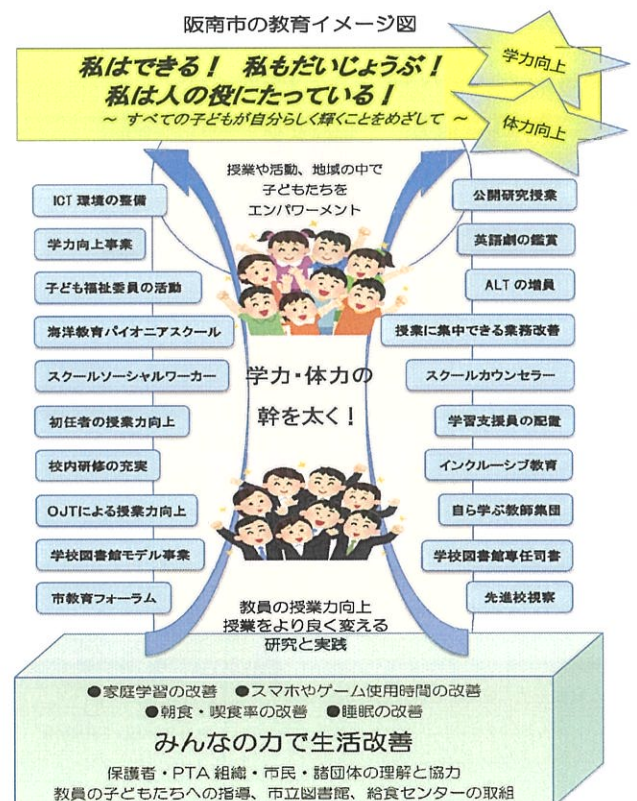 阪南市の教育イメージ図
私はできる！ 私もだいじょうぶ！
私は人の役にたっている！
～ すべての子どもが自分らしく輝くことをめざして ～
学力向上
体力向上
授業や活動、地域の中で
子どもたちを
エンパワーメント
ICT 環境の整備
学力向上事業
子ども福祉委員の活動
海洋教育パイオニアスクール
スクールソーシャルワーカー
初任者の授業力向上
校内研修の充実
OJTによる授業力向上
学校図書館モデル事業
市教育フォーラム
公開研究授業
英語劇の鑑賞
ALT の増員
授業に集中できる業務改善
スクールカウンセラー
学習支援員の配置
インクルーシブ教育
自ら学ぶ教師集団
学校図書館専任司書
先進校視察
学力・体力の
幹を太く！
教員の授業力向上
授業をより良く変える
研究と実践
●家庭学習の改善 ●スマホやゲーム使用時間の改善
●朝食・喫食率の改善 ●睡眠の改善
みんなの力で生活改善
保護者・PTA 組織・市民・諸団体の理解と協力
教員の子どもたちへの指導、市立図書館、給食センターの取組